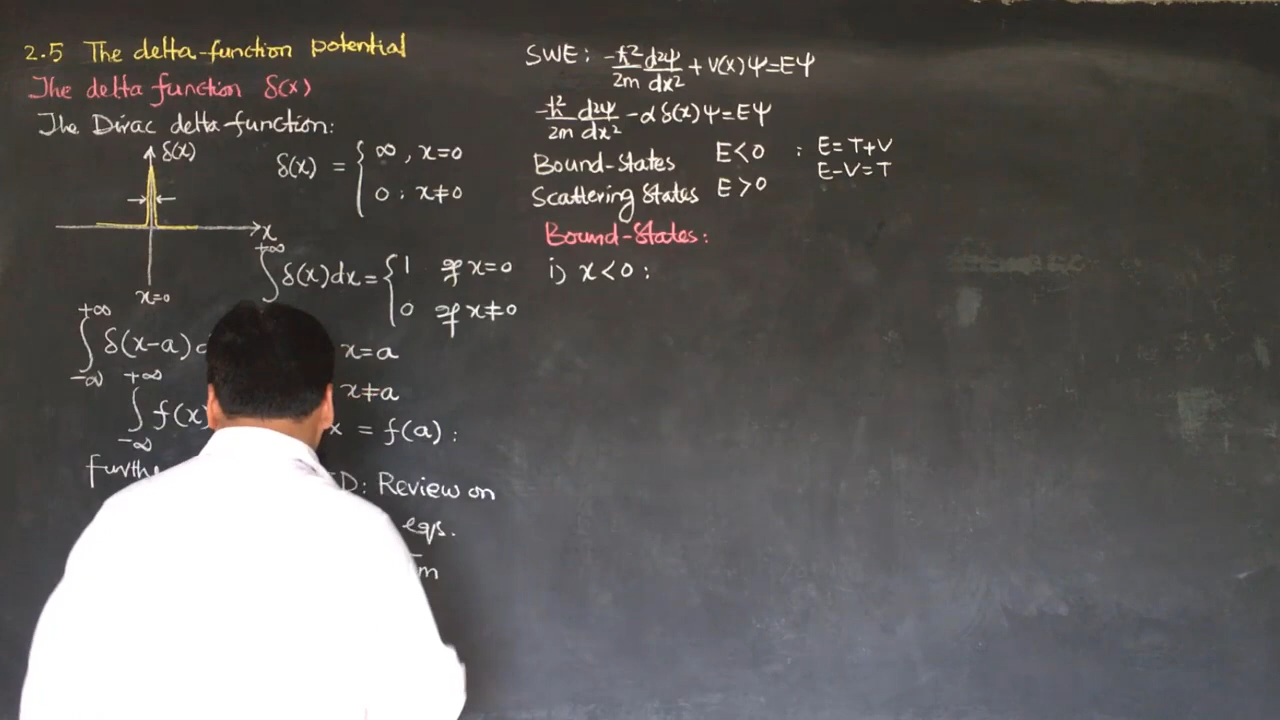 2.5 The delta-function potential
The delta function δ(x)
The Dirac delta-function:
δ(x)
δ(x) = { ∞, x=0
0 : x≠0
x
x=0
∫_{}^{+∞} δ(x)dx = { 1 if x=0
0 if x≠0
∫_{-∞}^{+∞} δ(x-a) x=a
x≠a
∫_{-∞}^{+∞} f(x) x = f(a) :
D: Review on
eqs.
m
SWE: -ħ²/2m d²ψ/dx² + V(x)ψ=Eψ
-ħ²/2m d²ψ/dx² - αδ(x)ψ=Eψ
Bound-States E<0 : E=T+V
E-V=T
Scattering States E>0
Bound-States:
i) x<0 :